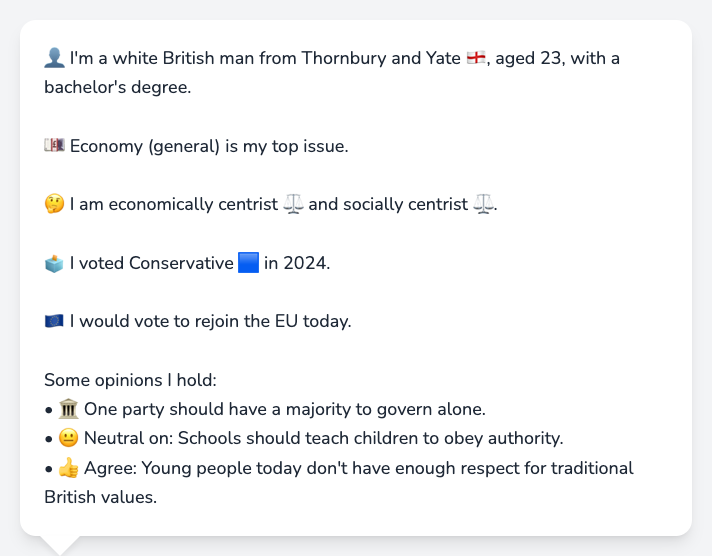 👤 I'm a white British man from Thornbury and Yate 🏴󠁧󠁢󠁥󠁮󠁧󠁿, aged 23, with a
bachelor's degree.
💷 Economy (general) is my top issue.
🤔 I am economically centrist ⚖️ and socially centrist ⚖️.
🗳️ I voted Conservative 🟦 in 2024.
🇪🇺 I would vote to rejoin the EU today.
Some opinions I hold:
• 🏛️ One party should have a majority to govern alone.
• 😐 Neutral on: Schools should teach children to obey authority.
• 👍 Agree: Young people today don't have enough respect for traditional
British values.